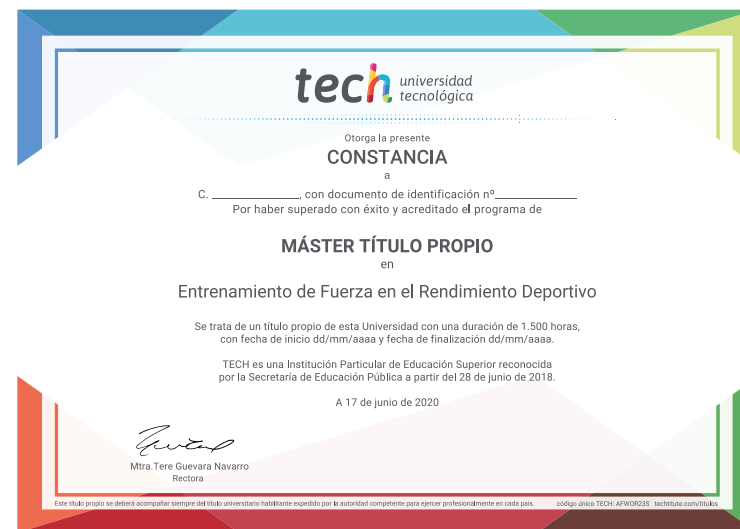 tech universidad
tecnológica
Otorga la presente
CONSTANCIA
a
C. ________________, con documento de identificación nº______________
Por haber superado con éxito y acreditado el programa de
MÁSTER TÍTULO PROPIO
en
Entrenamiento de Fuerza en el Rendimiento Deportivo
Se trata de un título propio de esta Universidad con una duración de 1.500 horas,
con fecha de inicio dd/mm/aaaa y fecha de finalización dd/mm/aaaa.
TECH es una Institución Particular de Educación Superior reconocida
por la Secretaría de Educación Pública a partir del 28 de junio de 2018.
A 17 de junio de 2020
Mtra.Tere Guevara Navarro
Rectora
Este título propio se deberá acompañar siempre del título universitario habilitante expedido por la autoridad competente para ejercer profesionalmente en cada país. código único TECH: AFWOR23S techtitute.com/titulos